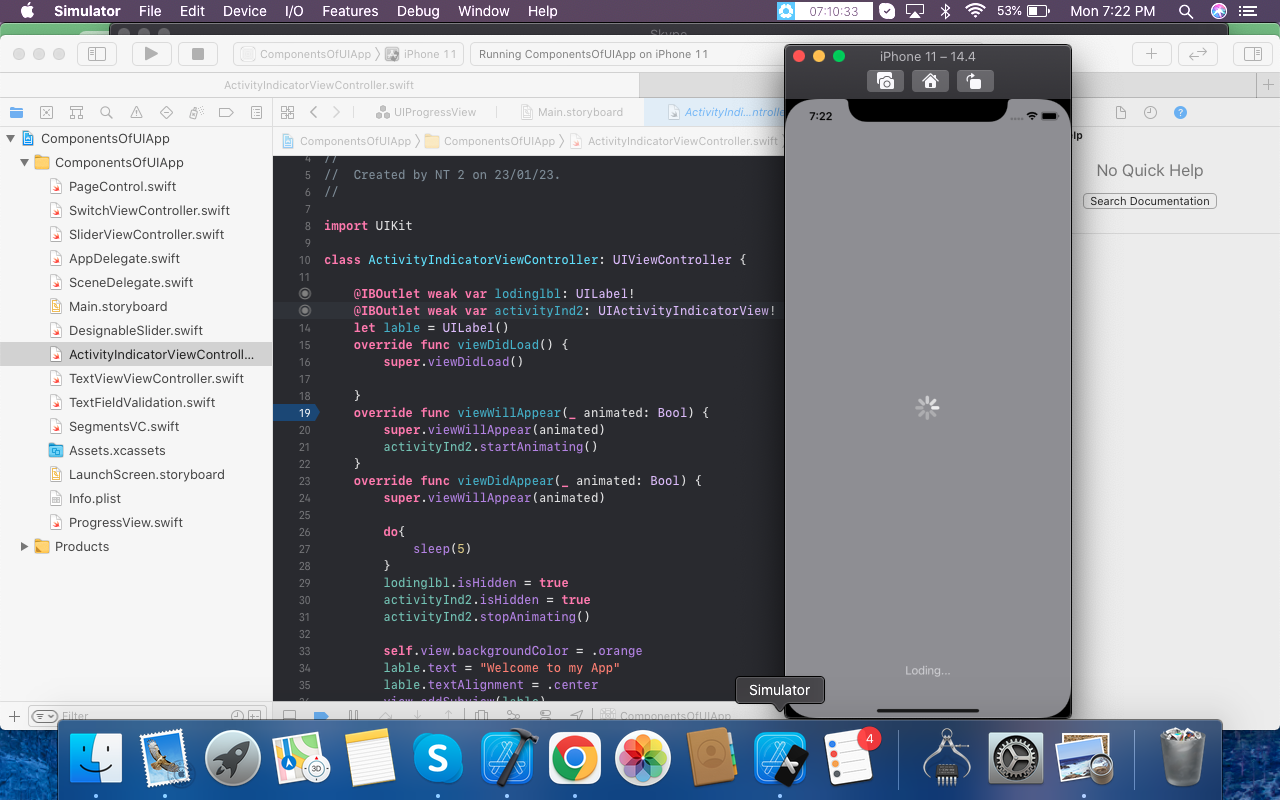 Simulator File Edit Device I/O Features Debug Window Help 07:10:33 53% Mon 7:22 PM
Skype
ComponentsOfUIApp iPhone 11 Running ComponentsOfUIApp on iPhone 11
iPhone 11 – 14.4
ActivityIndicatorViewController.swift
UIProgressView Main.storyboard ActivityIndi...ntrolle
ComponentsOfUIApp ComponentsOfUIApp ActivityIndicatorViewController.swift
ComponentsOfUIApp
ComponentsOfUIApp
PageControl.swift
SwitchViewController.swift
SliderViewController.swift
AppDelegate.swift
SceneDelegate.swift
Main.storyboard
DesignableSlider.swift
ActivityIndicatorViewControll...
TextViewViewController.swift
TextFieldValidation.swift
SegmentsVC.swift
Assets.xcassets
LaunchScreen.storyboard
Info.plist
ProgressView.swift
Products
Filter
4 //
5 // Created by NT 2 on 23/01/23.
6 //
7
8 import UIKit
9
10 class ActivityIndicatorViewController: UIViewController {
11
@IBOutlet weak var lodinglbl: UILabel!
@IBOutlet weak var activityInd2: UIActivityIndicatorView!
14 let lable = UILabel()
15 override func viewDidLoad() {
16 super.viewDidLoad()
17
18 }
19 override func viewWillAppear(_ animated: Bool) {
20 super.viewWillAppear(animated)
21 activityInd2.startAnimating()
22 }
23 override func viewDidAppear(_ animated: Bool) {
24 super.viewWillAppear(animated)
25
26 do{
27 sleep(5)
28 }
29 lodinglbl.isHidden = true
30 activityInd2.isHidden = true
31 activityInd2.stopAnimating()
32
33 self.view.backgroundColor = .orange
34 lable.text = "Welcome to my App"
35 lable.textAlignment = .center
36 view.addSubview(lable)
ComponentsOfUIApp
7:22
Loding...
lp
No Quick Help
Search Documentation
Simulator
3D
S
4